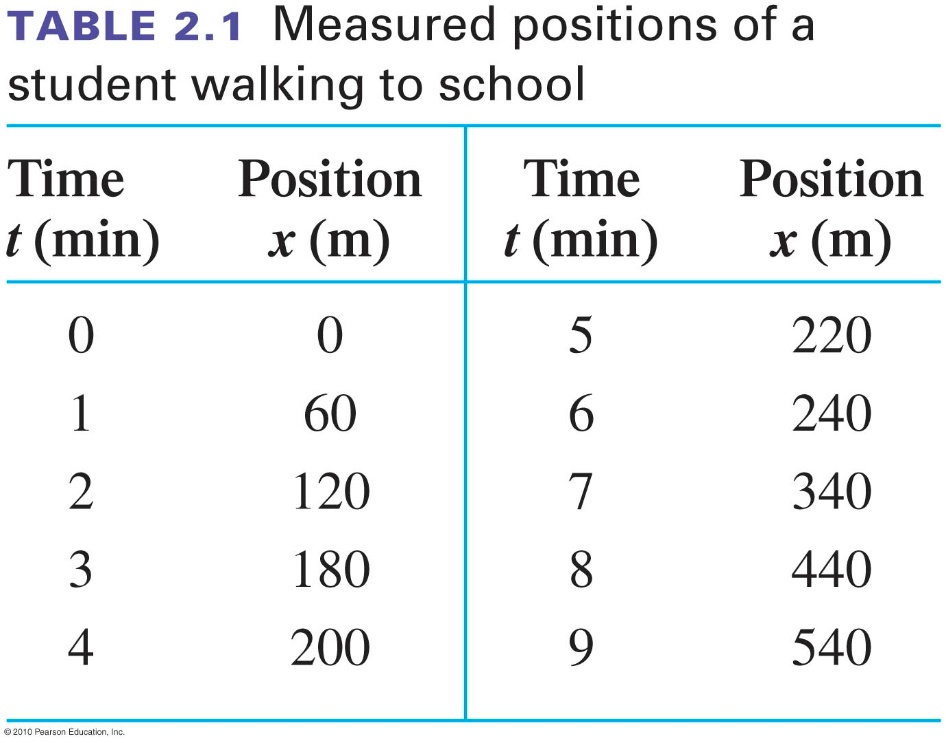 TABLE 2.1 Measured positions of a
student walking to school
Time Position Time Position
t (min) x (m) t (min) x (m)
0 0 5 220
1 60 6 240
2 120 7 340
3 180 8 440
4 200 9 540
© 2010 Pearson Education, Inc.